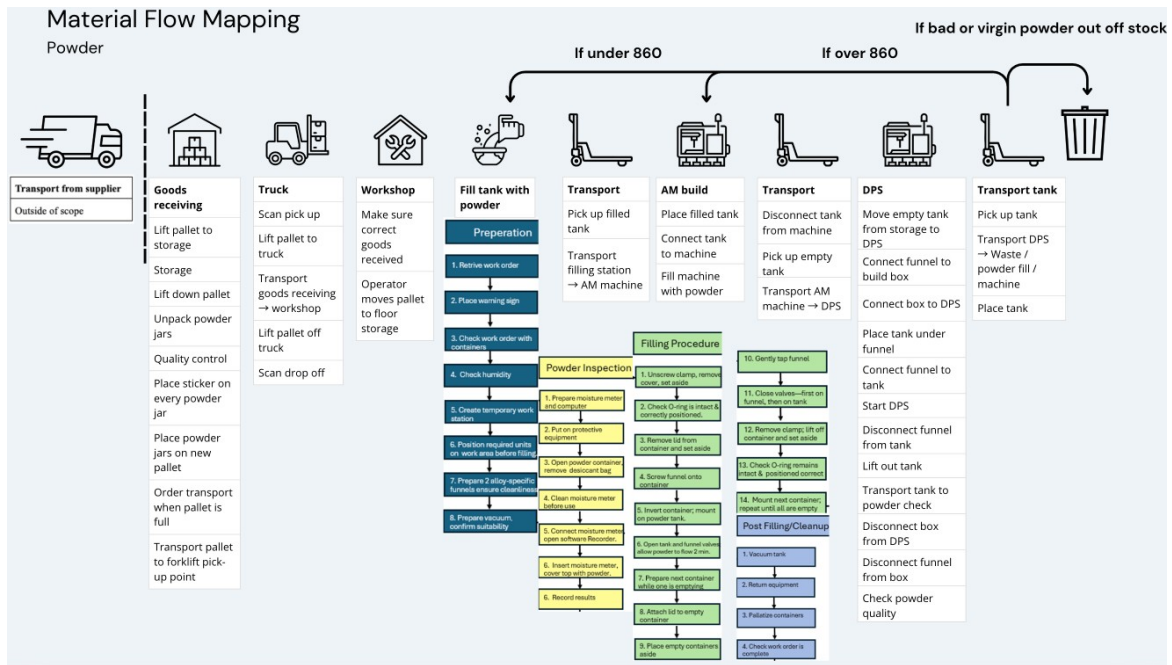 Material Flow Mapping
Powder
If bad or virgin powder out off stock
If under 860
If over 860
Transport from supplier
Outside of scope
Goods
receiving
Lift pallet to
storage
Storage
Lift down pallet
Unpack powder
jars
Quality control
Place sticker on
every powder
jar
Place powder
jars on new
pallet
Order transport
when pallet is
full
Transport pallet
to forklift pick-
up point
Truck
Scan pick up
Lift pallet to
truck
Transport
goods receiving
→ workshop
Lift pallet off
truck
Scan drop off
Workshop
Make sure
correct
goods
received
Operator
moves pallet
to floor
storage
Fill tank with
powder
Preperation
1. Retrive work order
2. Place warning sign
3. Check work order with
containers
4. Check humidity
5. Create temporary work
station
6. Position required units
on work area before filling.
7. Prepare 2 alloy-specific
funnels ensure cleanliness
8. Prepare vacuum,
confirm suitability
Powder Inspection
1. Prepare moisture meter
and computer
2. Put on protective
equipment
3. Open powder container,
remove desiccant bag
4. Clean moisture meter
before use
5. Connect moisture meter,
open software Recorder.
6. Insert moisture meter,
cover top with powder.
6. Record results
Filling Procedure
1. Unscrew clamp, remove
cover, set aside
2. Check O-ring is intact &
correctly positioned.
3. Remove lid from
container and set aside
4. Screw funnel onto
container
5. Invert container; mount
on powder tank.
6. Open tank and funnel valves
allow powder to flow 2 min.
7. Prepare next container
while one is emptying
8. Attach lid to empty
container
9. Place empty containers
aside
10. Gently tap funnel
11. Close valves—first on
funnel, then on tank
12. Remove clamp; lift off
container and set aside
13. Check O-ring remains
intact & positioned correct
14. Mount next container;
repeat until all are empty
Post Filling/Cleanup
1. Vacuum tank
2. Return equipment
3. Palletize containers
4. Check work order is
complete
Transport
Pick up filled
tank
Transport
filling station
→ AM machine
AM build
Place filled tank
Connect tank
to machine
Fill machine
with powder
Transport
Disconnect tank
from machine
Pick up empty
tank
Transport AM
machine → DPS
DPS
Move empty tank
from storage to
DPS
Connect funnel to
build box
Connect box to DPS
Place tank under
funnel
Connect funnel to
tank
Start DPS
Disconnect funnel
from tank
Lift out tank
Transport tank to
powder check
Disconnect box
from DPS
Disconnect funnel
from box
Check powder
quality
Transport tank
Pick up tank
Transport DPS
→ Waste /
powder fill /
machine
Place tank